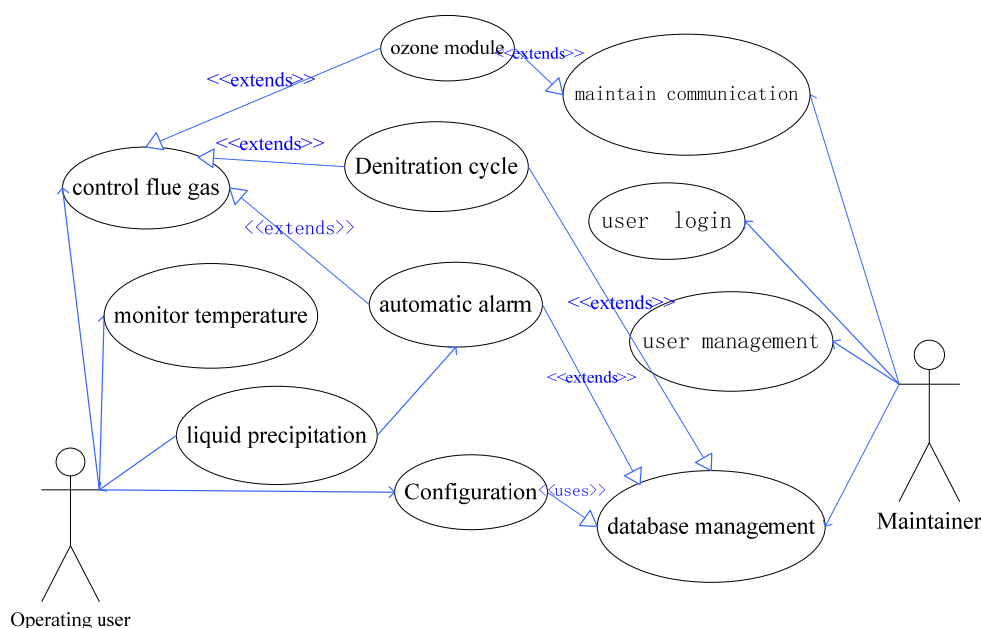 ozone module
<<extends>>
<<extends>>
maintain communication
<<extends>>
Denitration cycle
control flue gas
user login
<<extends>>
automatic alarm
<<extends>>
monitor temperature
user management
<<extends>>
liquid precipitation
Configuration
<<uses>>
database management
Maintainer
Operating user